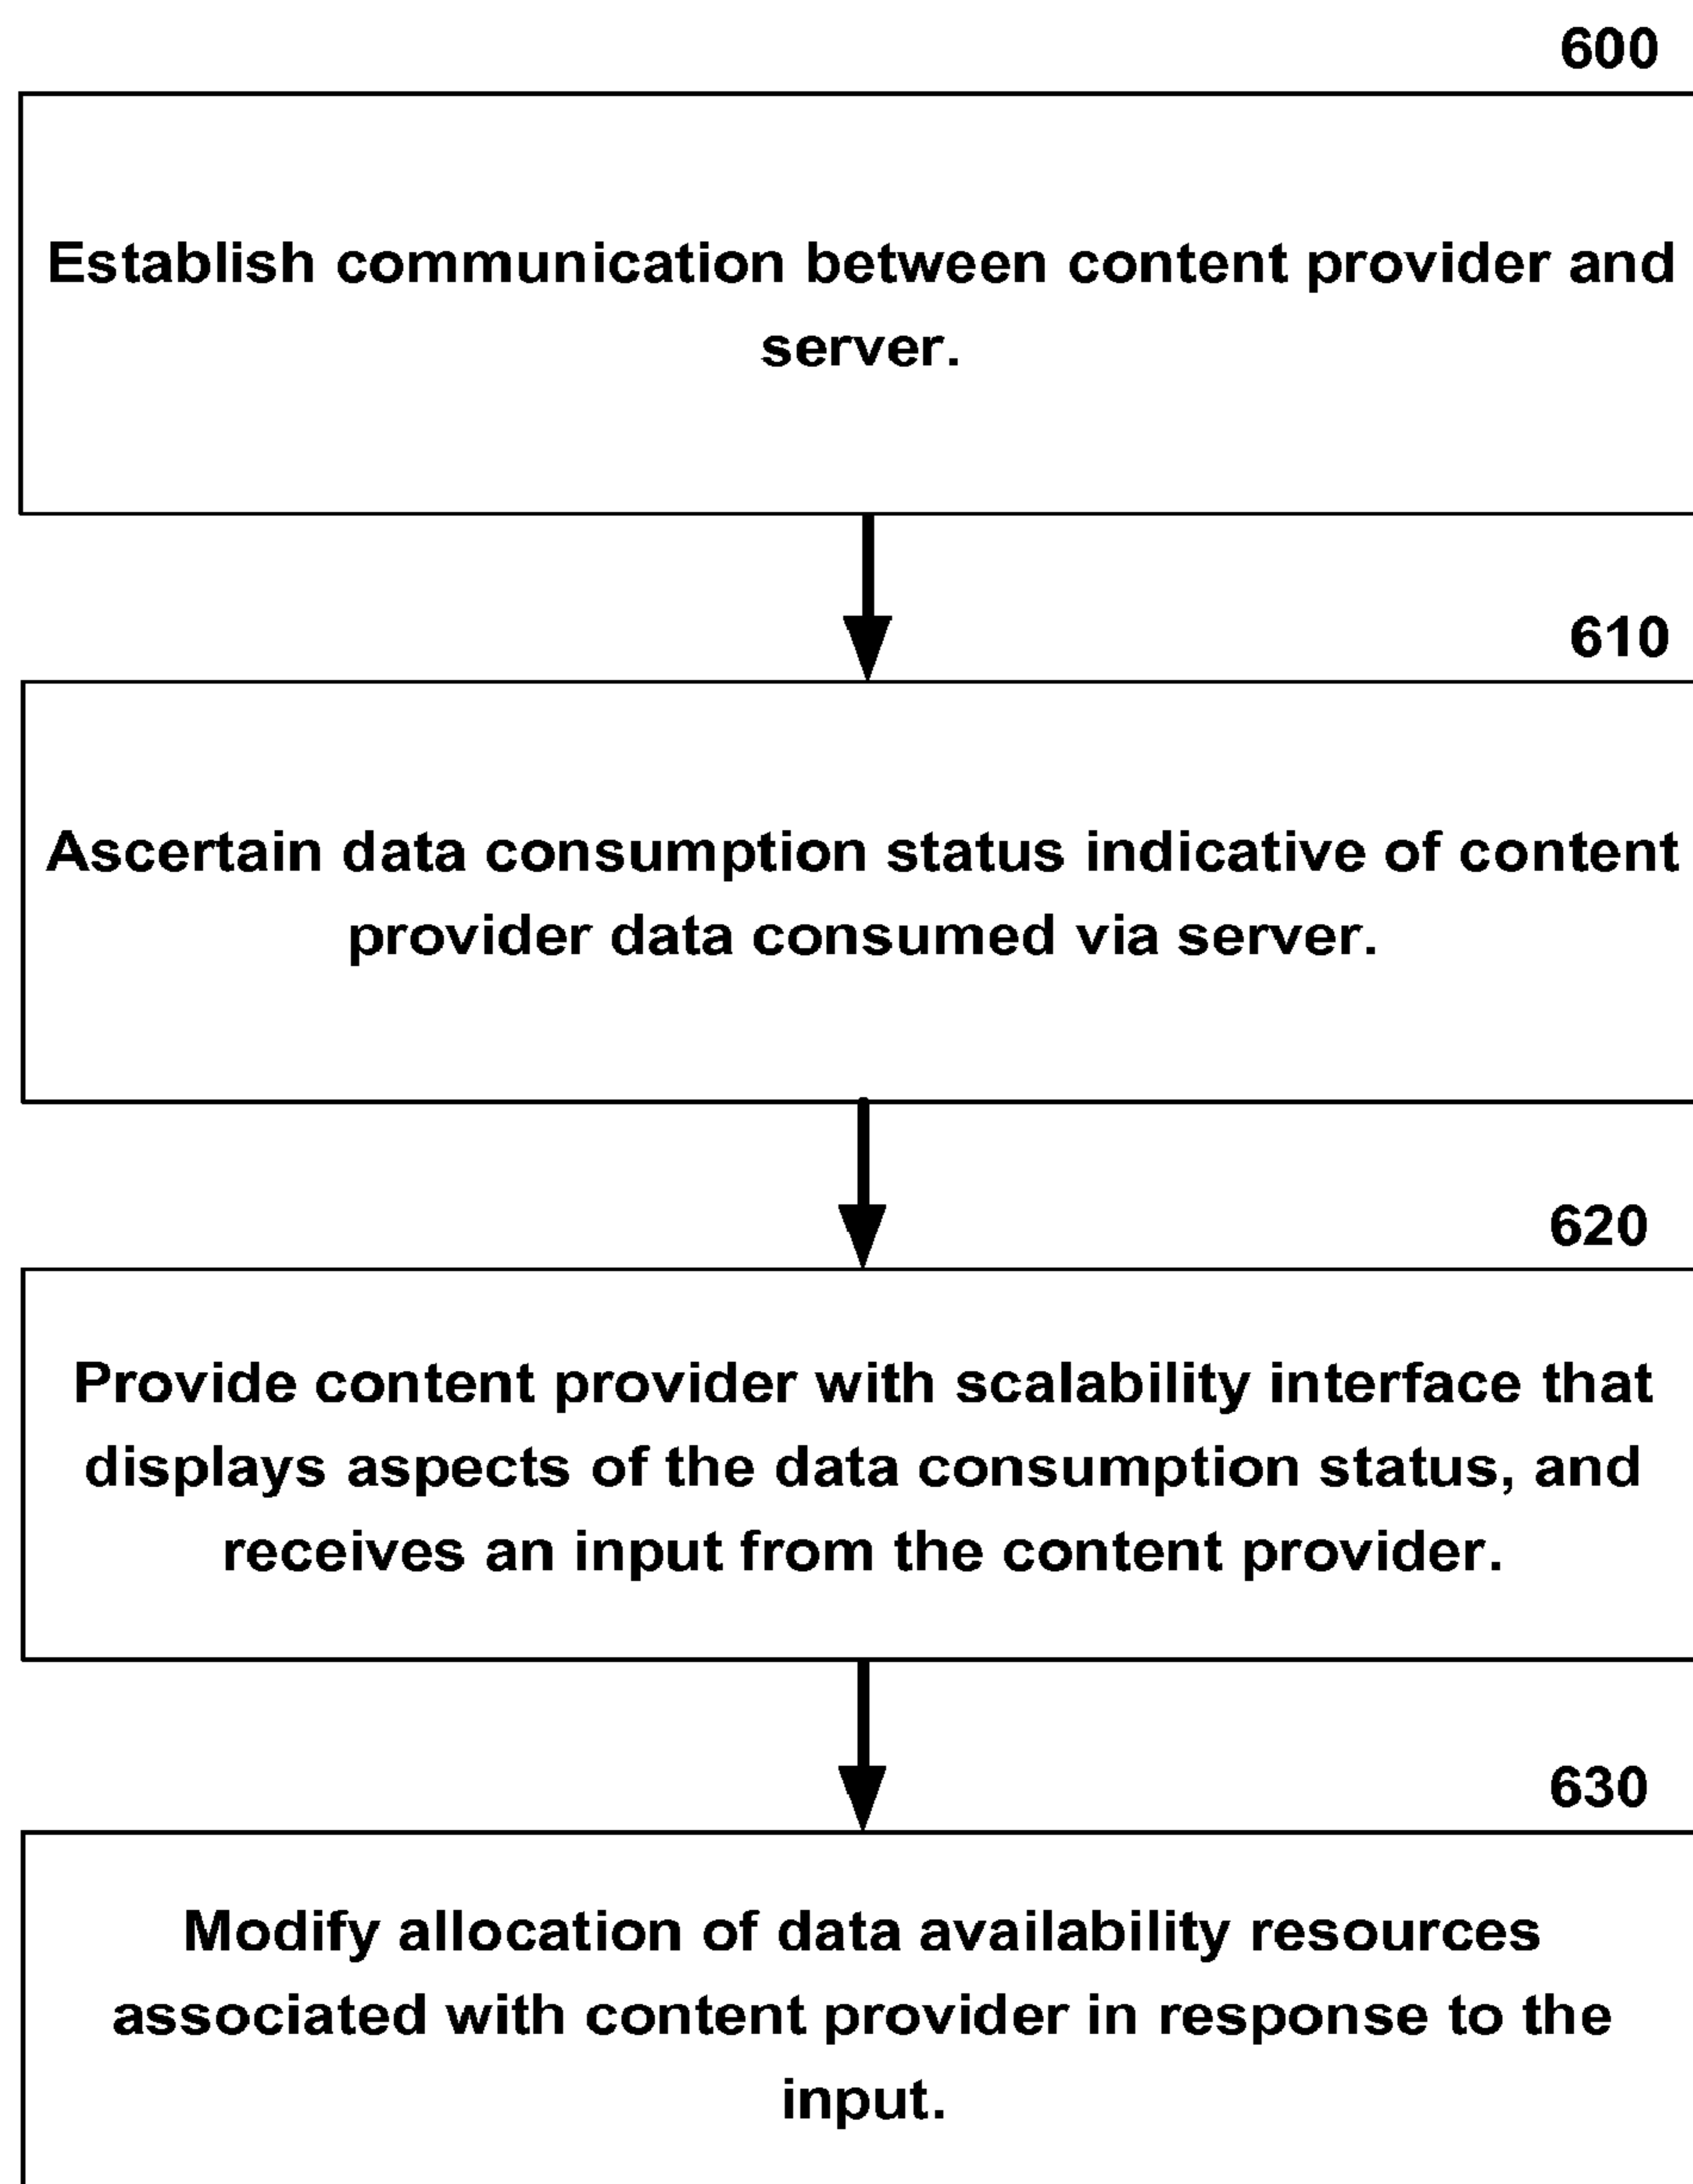 600
Establish communication between content provider and
server.
610
Ascertain data consumption status indicative of content
provider data consumed via server.
620
Provide content provider with scalability interface that
displays aspects of the data consumption status, and
receives an input from the content provider.
630
Modify allocation of data availability resources
associated with content provider in response to the
input.